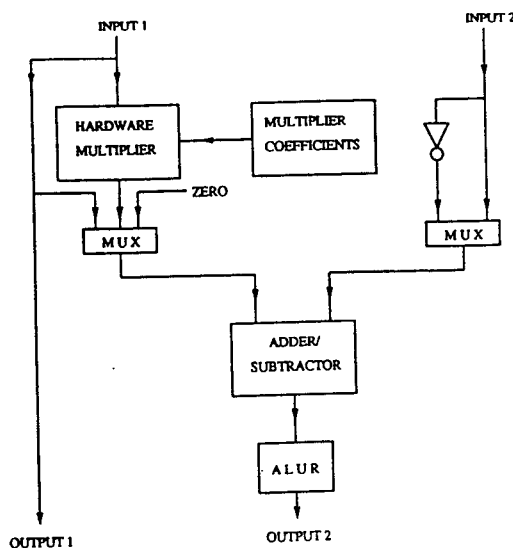 INPUT 1
INPUT 2
HARDWARE
MULTIPLIER
MULTIPLIER
COEFFICIENTS
ZERO
MUX
MUX
ADDER/
SUBTRACTOR
ALUR
OUTPUT 1
OUTPUT 2